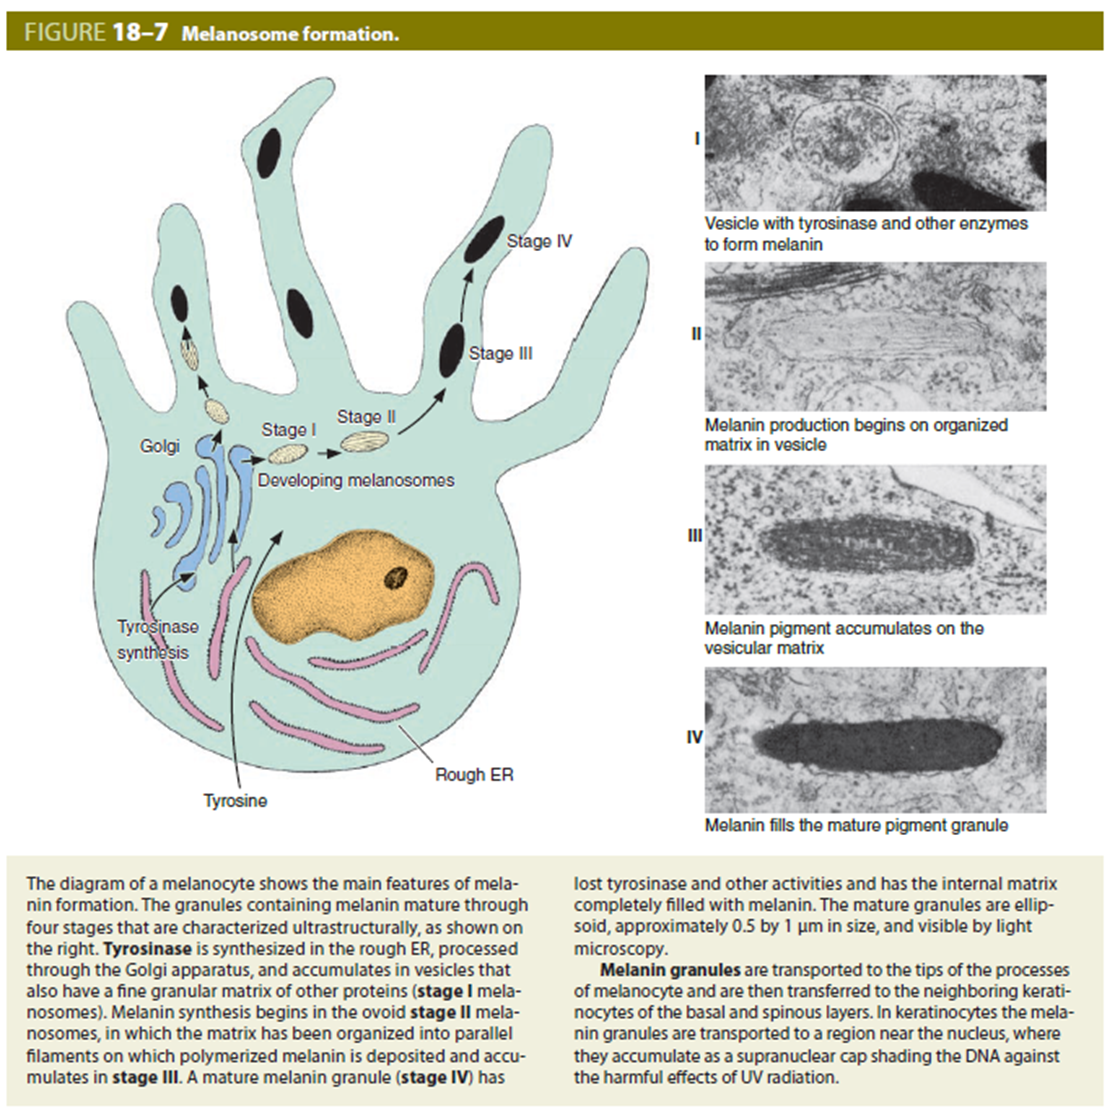 FIGURE 18–7 Melanosome formation.
Stage IV
Stage III
Stage II
Stage I
Golgi
Developing melanosomes
Tyrosinase
synthesis
Rough ER
Tyrosine
I
Vesicle with tyrosinase and other enzymes
to form melanin
II
Melanin production begins on organized
matrix in vesicle
III
Melanin pigment accumulates on the
vesicular matrix
IV
Melanin fills the mature pigment granule
The diagram of a melanocyte shows the main features of mela-
nin formation. The granules containing melanin mature through
four stages that are characterized ultrastructurally, as shown on
the right. Tyrosinase is synthesized in the rough ER, processed
through the Golgi apparatus, and accumulates in vesicles that
also have a fine granular matrix of other proteins (stage I mela-
nosomes). Melanin synthesis begins in the ovoid stage II mela-
nosomes, in which the matrix has been organized into parallel
filaments on which polymerized melanin is deposited and accu-
mulates in stage III. A mature melanin granule (stage IV) has
lost tyrosinase and other activities and has the internal matrix
completely filled with melanin. The mature granules are ellip-
soid, approximately 0.5 by 1 μm in size, and visible by light
microscopy.
Melanin granules are transported to the tips of the processes
of melanocyte and are then transferred to the neighboring kerati-
nocytes of the basal and spinous layers. In keratinocytes the mela-
nin granules are transported to a region near the nucleus, where
they accumulate as a supranuclear cap shading the DNA against
the harmful effects of UV radiation.